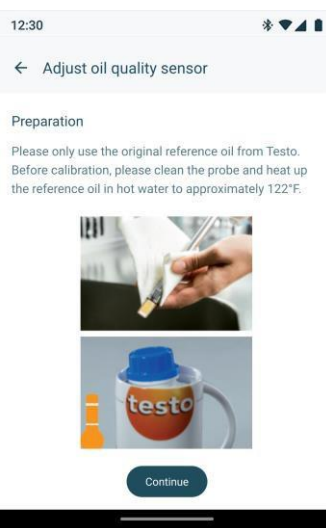 12:30
Adjust oil quality sensor
Preparation
Please only use the original reference oil from Testo.
Before calibration, please clean the probe and heat up
the reference oil in hot water to approximately 122°F.
testo
Continue